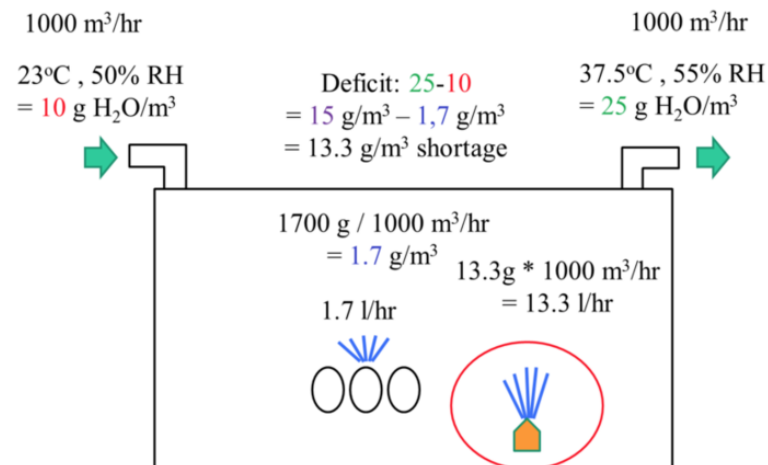 1000 m³/hr
23ºC , 50% RH
= 10 g H₂O/m³
Deficit: 25-10
= 15 g/m³ – 1,7 g/m³
= 13.3 g/m³ shortage
1000 m³/hr
37.5ºC , 55% RH
= 25 g H₂O/m³
1700 g / 1000 m³/hr
= 1.7 g/m³
1.7 l/hr
13.3g * 1000 m³/hr
= 13.3 l/hr